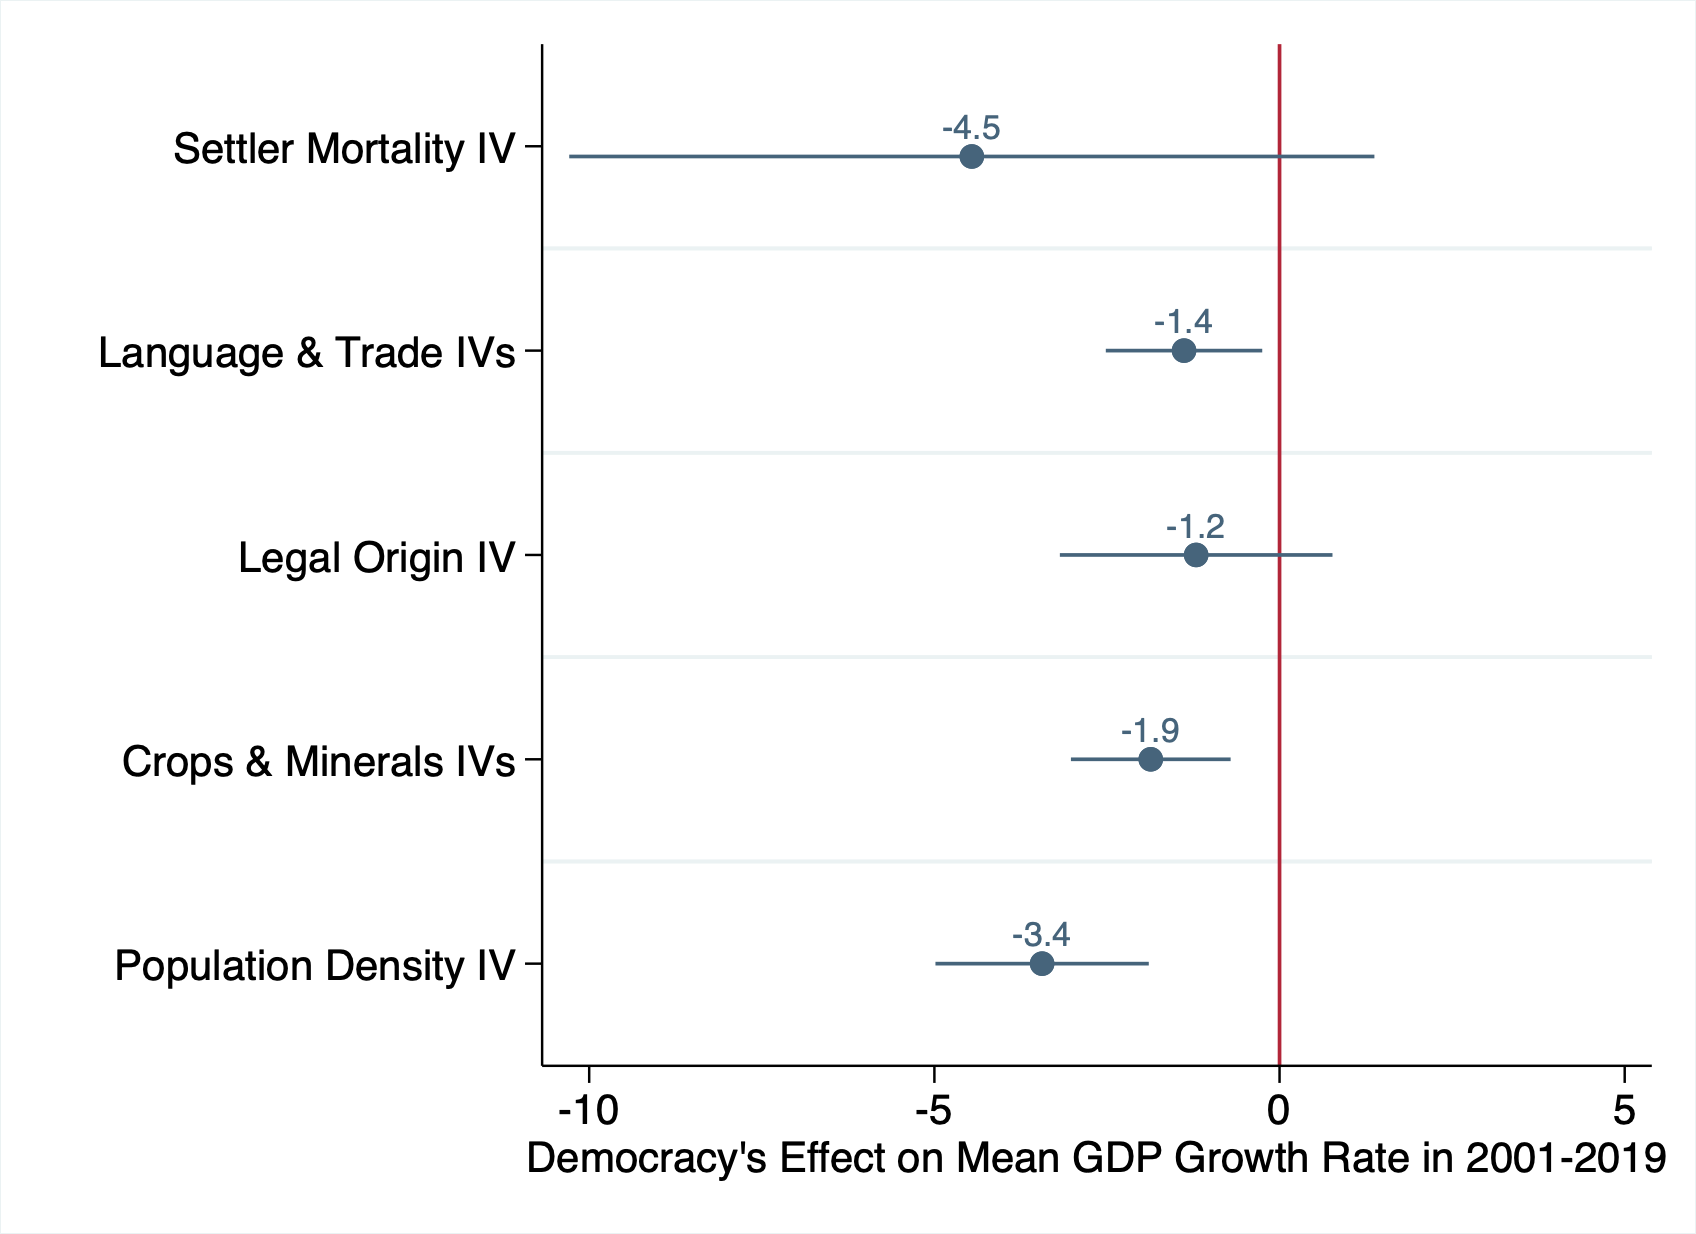 -4.5
Settler Mortality IV
-1.4
Language & Trade IVs
-1.2
Legal Origin IV
-1.9
Crops & Minerals IVs
-3.4
Population Density IV
-10 -5 0 5
Democracy's Effect on Mean GDP Growth Rate in 2001-2019